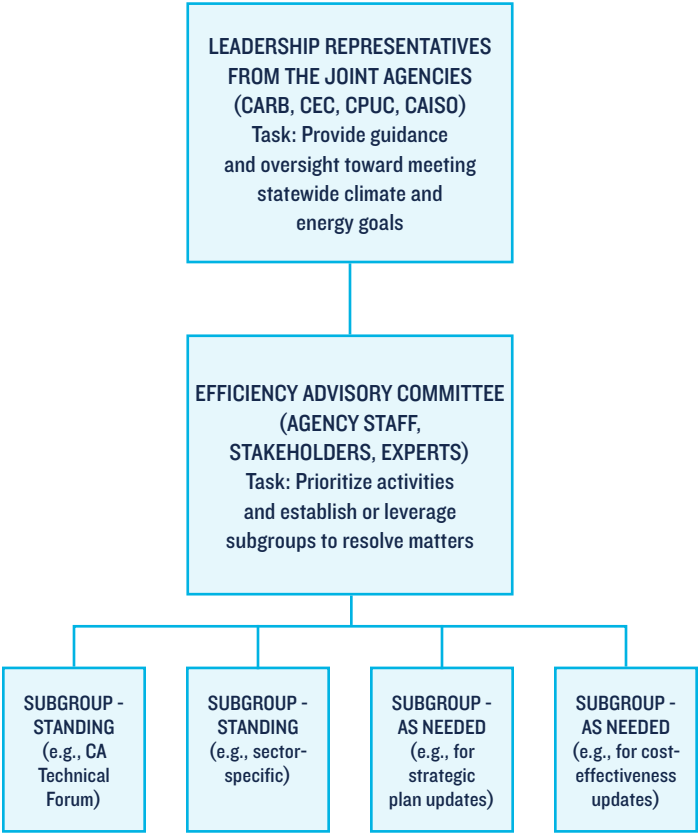 LEADERSHIP REPRESENTATIVES
FROM THE JOINT AGENCIES
(CARB, CEC, CPUC, CAISO)
Task: Provide guidance
and oversight toward meeting
statewide climate and
energy goals
EFFICIENCY ADVISORY COMMITTEE
(AGENCY STAFF,
STAKEHOLDERS, EXPERTS)
Task: Prioritize activities
and establish or leverage
subgroups to resolve matters
SUBGROUP -
STANDING
(e.g., CA
Technical
Forum)
SUBGROUP -
STANDING
(e.g., sector-
specific)
SUBGROUP -
AS NEEDED
(e.g., for
strategic
plan updates)
SUBGROUP -
AS NEEDED
(e.g., for cost-
effectiveness
updates)